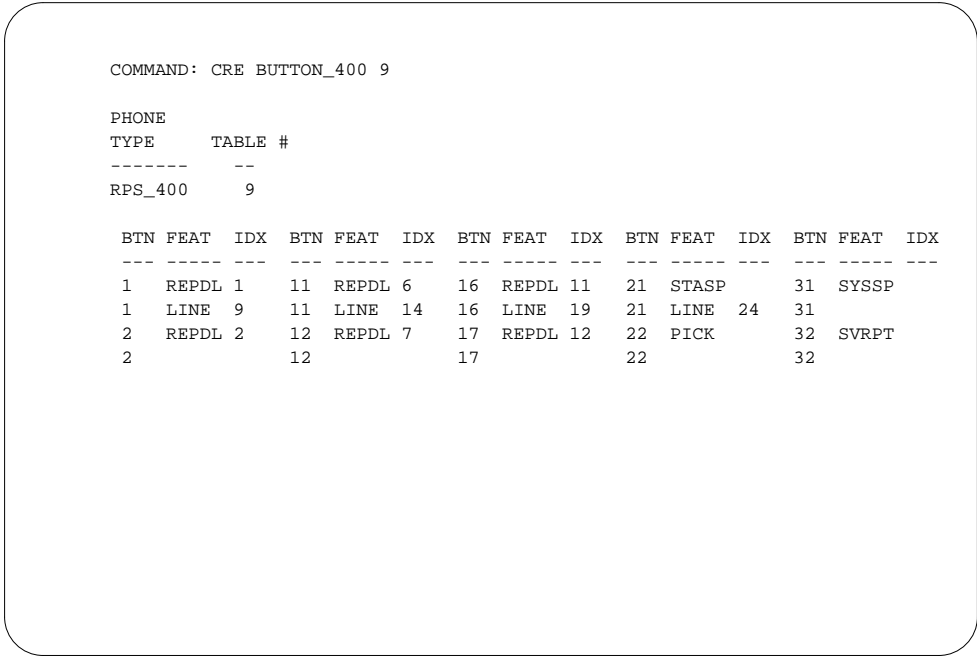 COMMAND: CRE BUTTON_400 9
PHONE
TYPE TABLE #
------- --
RPS_400 9
BTN FEAT IDX BTN FEAT IDX BTN FEAT IDX BTN FEAT IDX BTN FEAT IDX
--- ----- --- --- ----- --- --- ----- --- --- ----- --- --- ----- ---
1 REPDL 1 11 REPDL 6 16 REPDL 11 21 STASP 31 SYSSP
1 LINE 9 11 LINE 14 16 LINE 19 21 LINE 24 31
2 REPDL 2 12 REPDL 7 17 REPDL 12 22 PICK 32 SVRPT
2 12 17 22 32